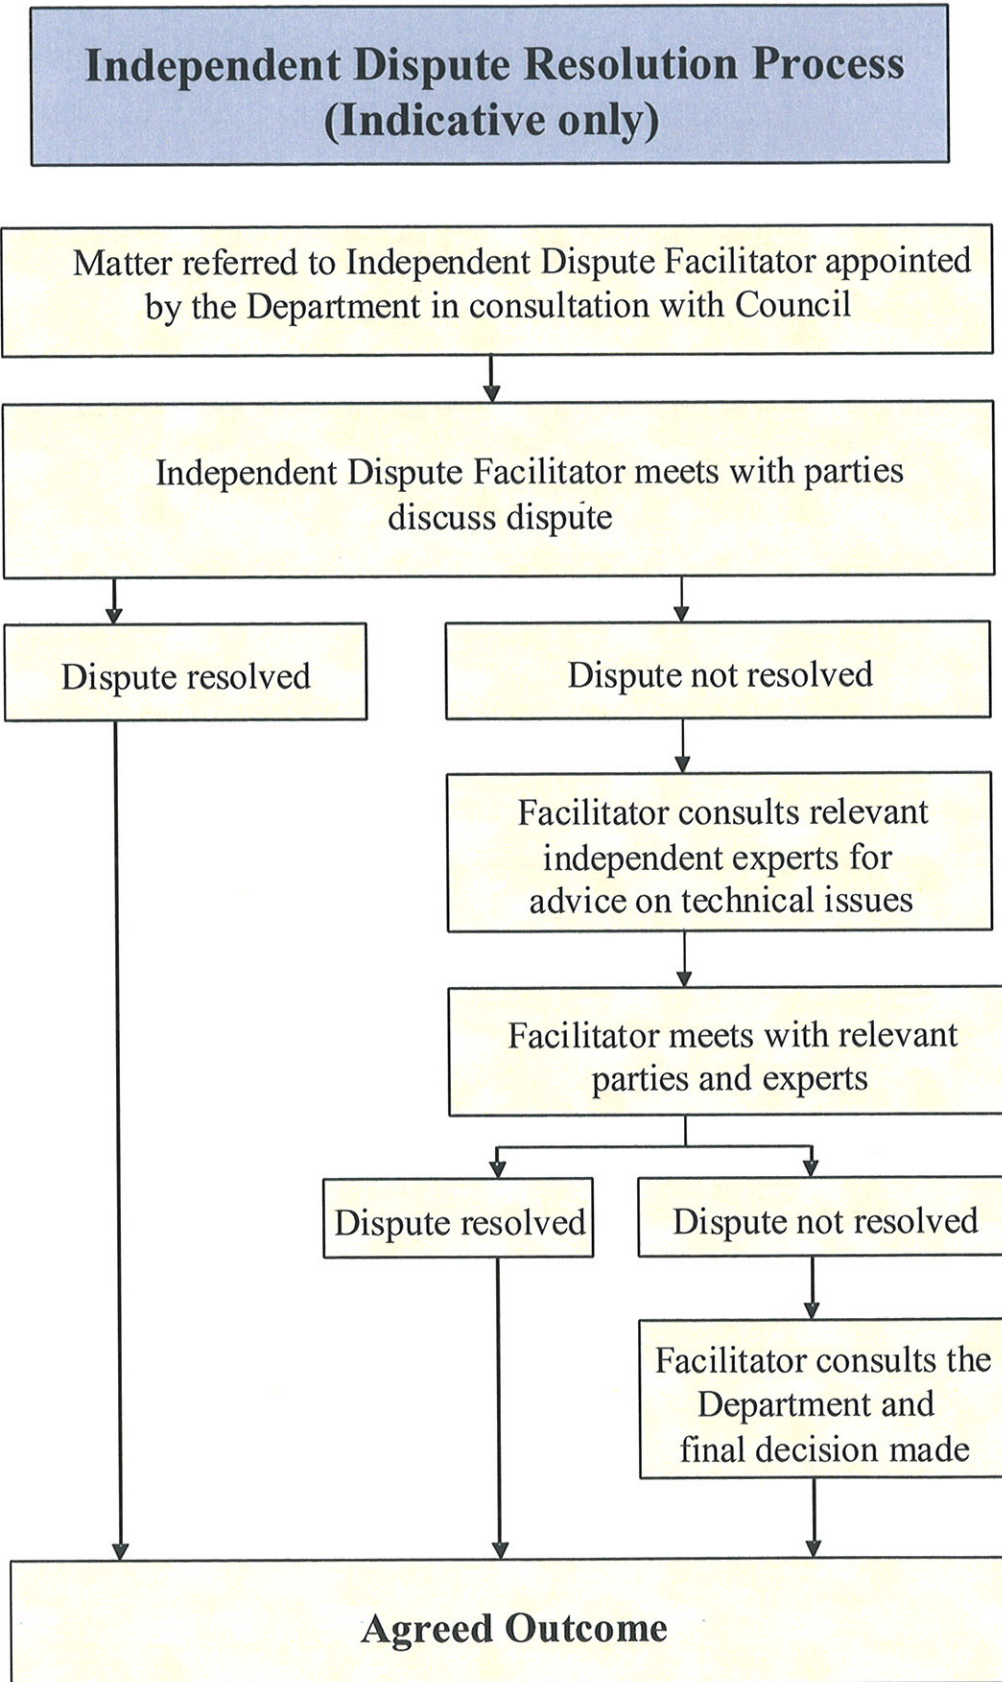 Independent Dispute Resolution Process
(Indicative only)
Matter referred to Independent Dispute Facilitator appointed
by the Department in consultation with Council
Independent Dispute Facilitator meets with parties
discuss dispute
Dispute resolved
Dispute not resolved
Facilitator consults relevant
independent experts for
advice on technical issues
Facilitator meets with relevant
parties and experts
Dispute resolved
Dispute not resolved
Facilitator consults the
Department and
final decision made
Agreed Outcome